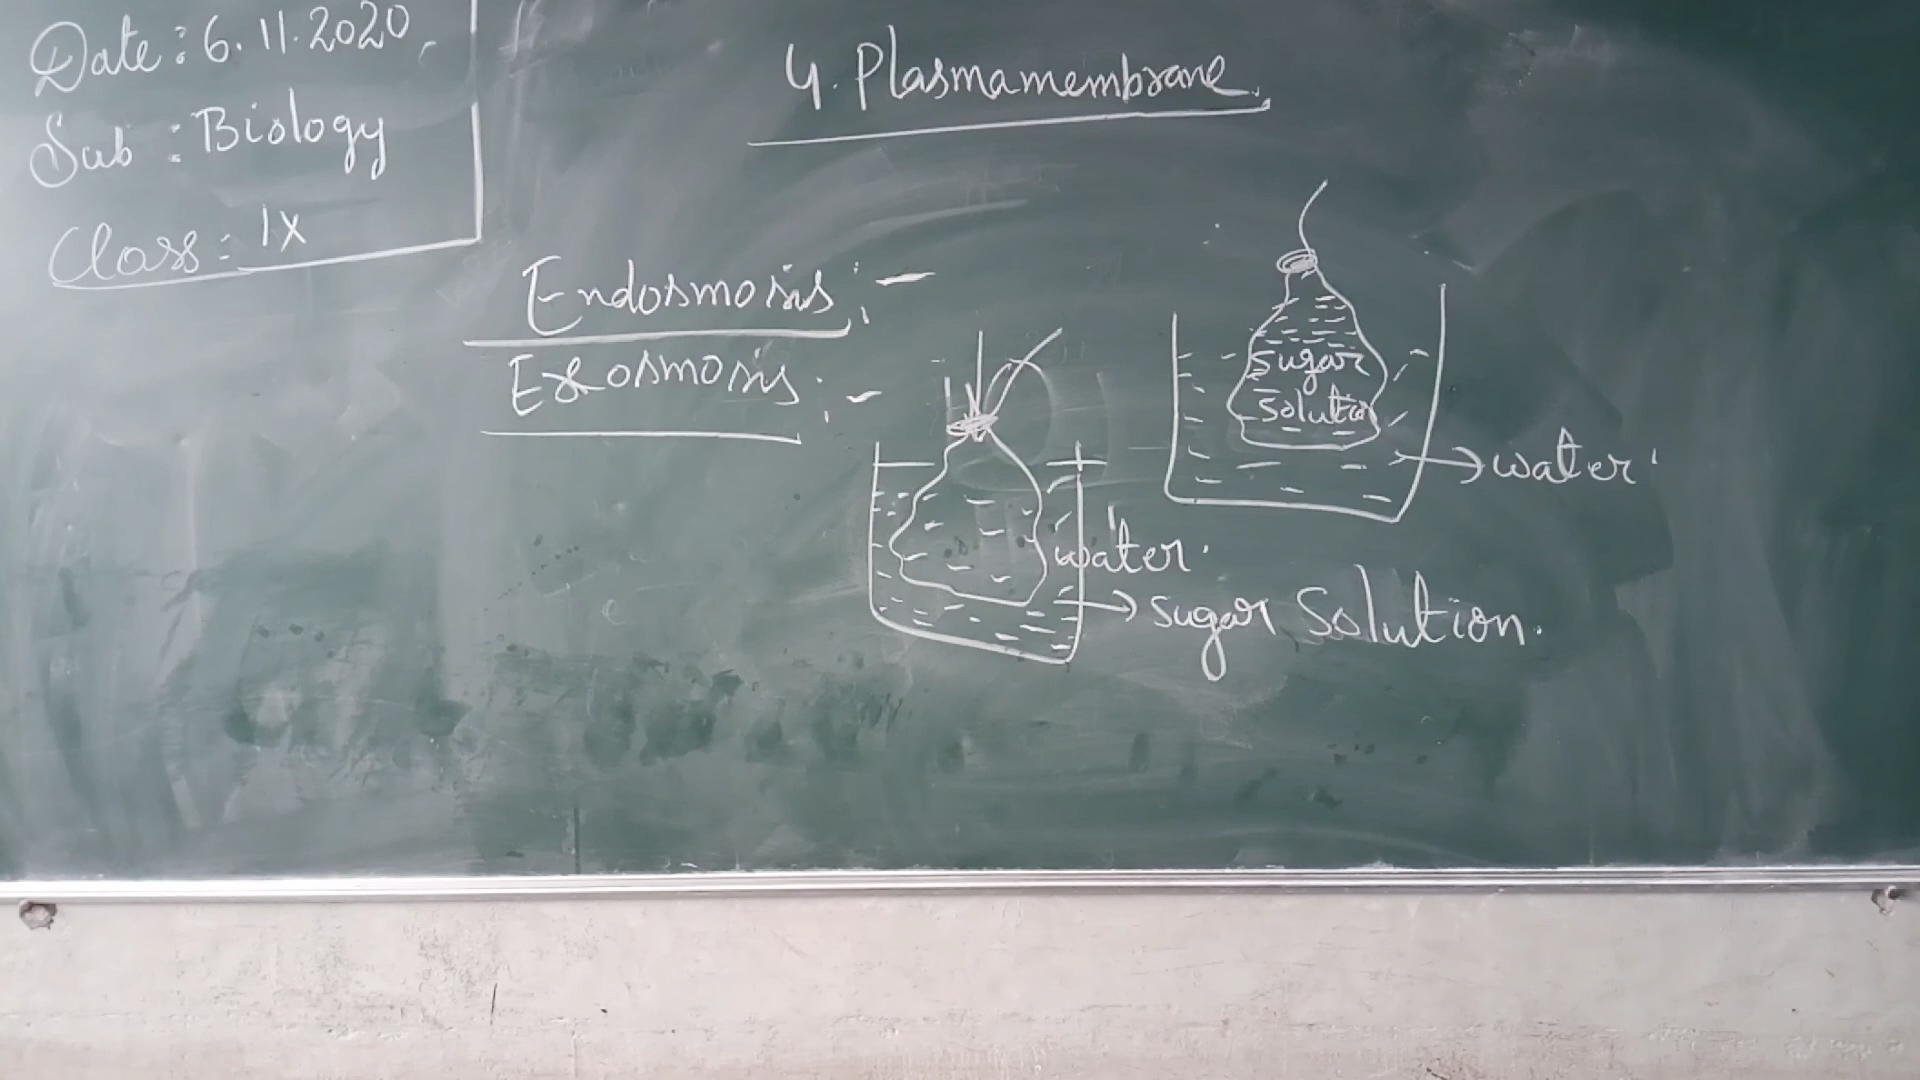 Date : 6.11.2020
Sub : Biology
Class : IX
4. Plasmamembrane.
Endosmosis :-
Exosmosis :-
sugar
solution
→ water.
water.
→ sugar solution.